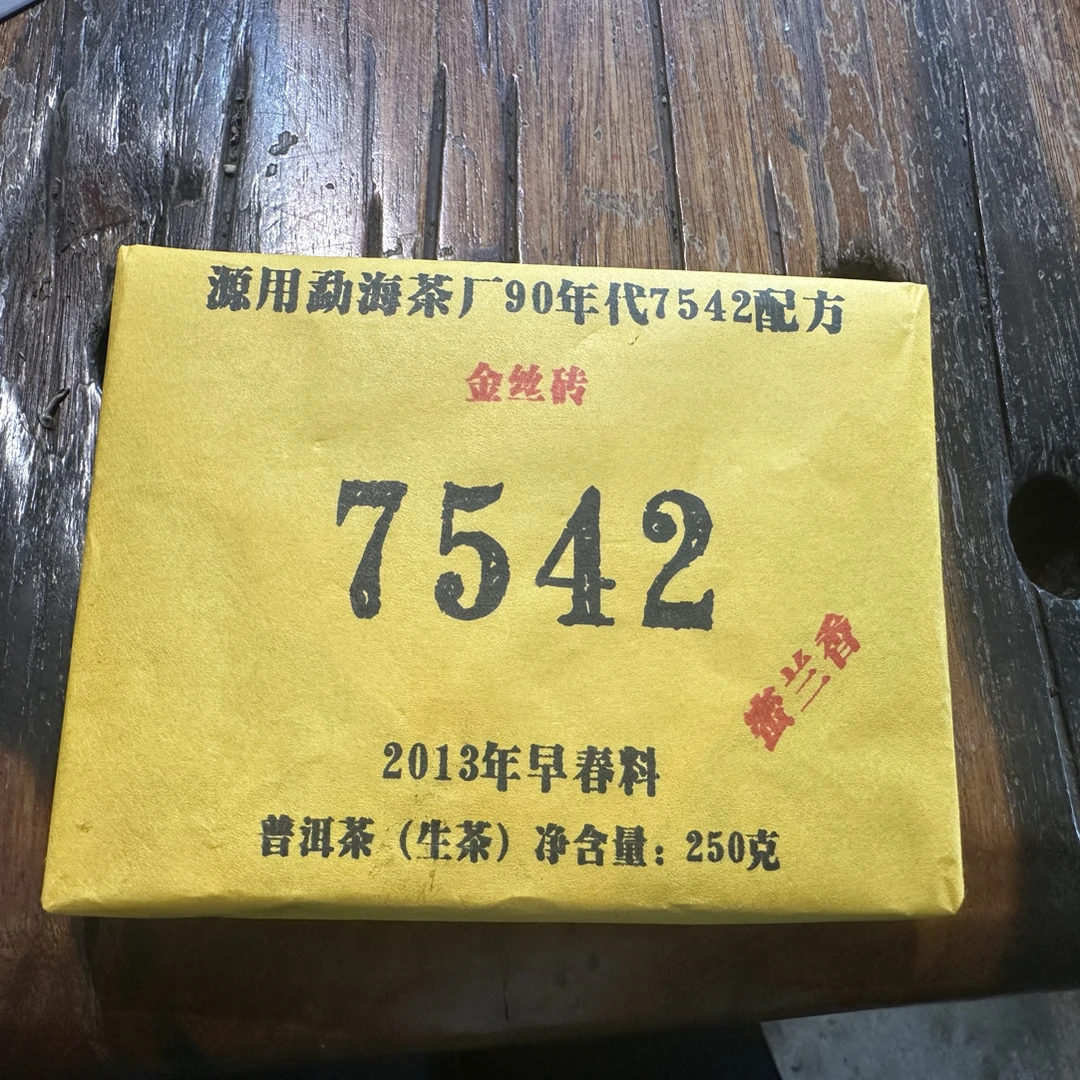 源用勐海茶厂90年代7542配方
金丝砖
7542
蜜兰香
2013年早春料
普洱茶（生茶）净含量：250克